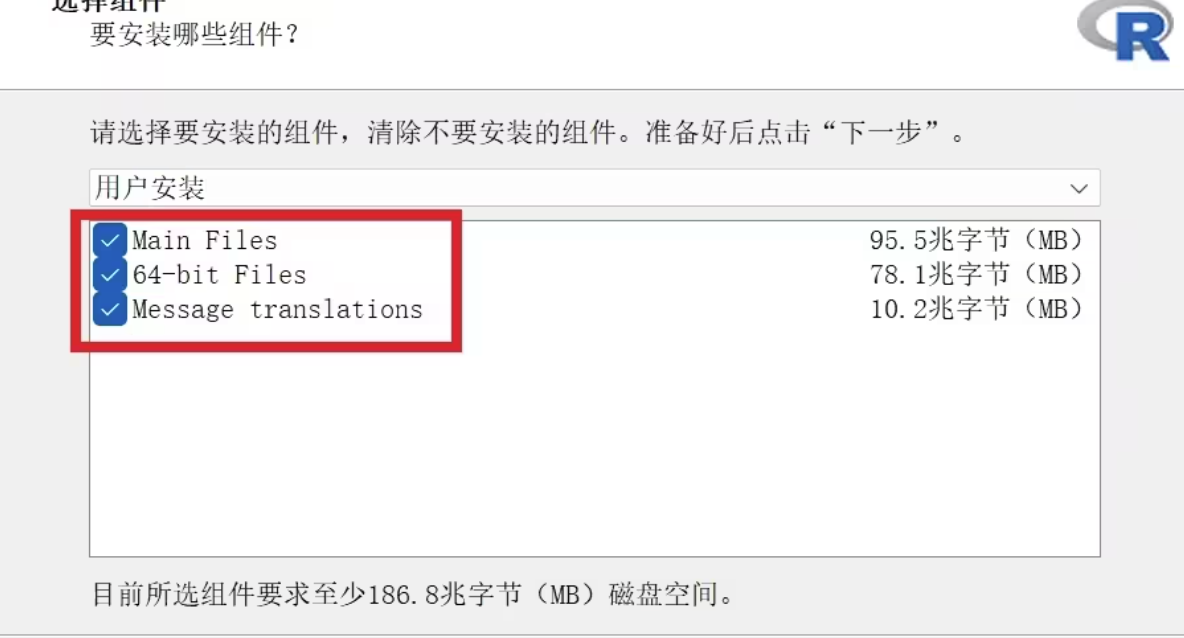 选择组件
要安装哪些组件？
R
请选择要安装的组件，清除不要安装的组件。准备好后点击“下一步”。
用户安装
Main Files 95.5兆字节（MB）
64-bit Files 78.1兆字节（MB）
Message translations 10.2兆字节（MB）
目前所选组件要求至少186.8兆字节（MB）磁盘空间。